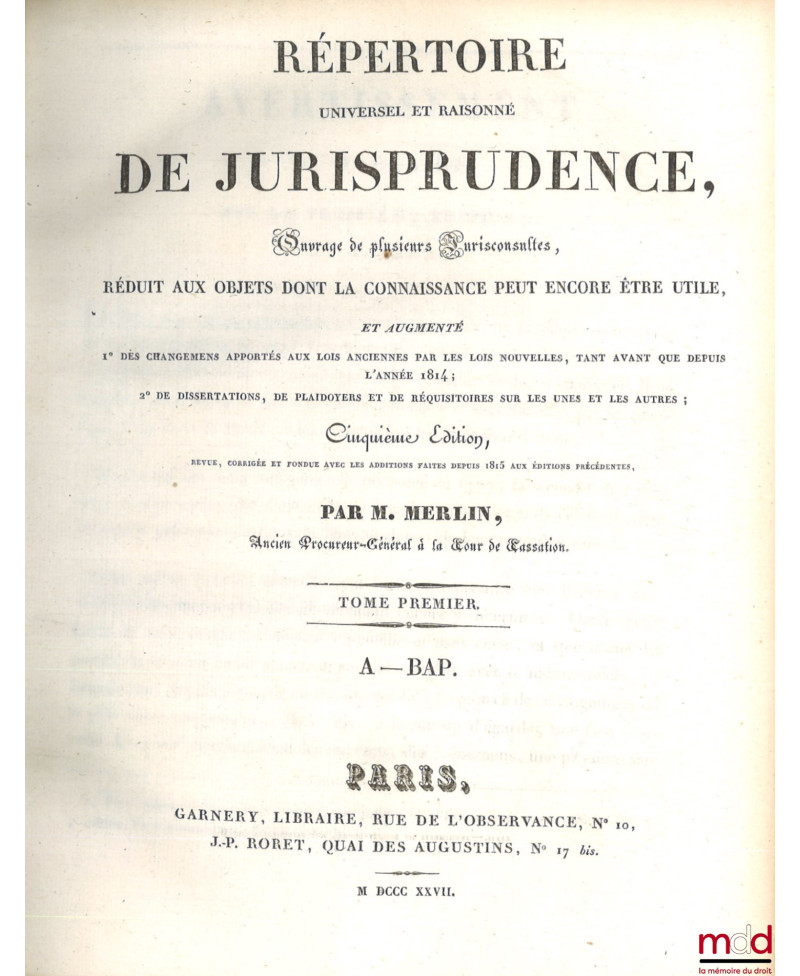 RÉPERTOIRE
UNIVERSEL ET RAISONNÉ
DE JURISPRUDENCE,
Ouvrage de plusieurs Jurisconsultes,
RÉDUIT AUX OBJETS DONT LA CONNAISSANCE PEUT ENCORE ÊTRE UTILE,
ET AUGMENTÉ
1° DES CHANGEMENS APPORTÉS AUX LOIS ANCIENNES PAR LES LOIS NOUVELLES, TANT AVANT QUE DEPUIS
L'ANNÉE 1814;
2° DE DISSERTATIONS, DE PLAIDOYERS ET DE RÉQUISITOIRES SUR LES UNES ET LES AUTRES;
Cinquième Edition,
REVUE, CORRIGÉE ET FONDUE AVEC LES ADDITIONS FAITES DEPUIS 1815 AUX ÉDITIONS PRÉCÉDENTES,
PAR M. MERLIN,
Ancien Procureur-Général à la Cour de Cassation.
TOME PREMIER.
A — BAP.
PARIS,
GARNERY, LIBRAIRE, RUE DE L'OBSERVANCE, N° 10,
J.-P. RORET, QUAI DES AUGUSTINS, N° 17 bis.
M DCCC XXVII.
mdd
la mémoire du droit